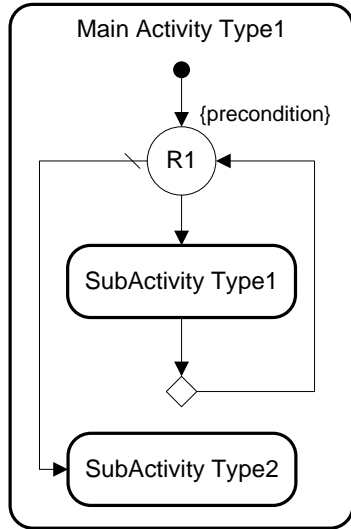 Main Activity Type1
{precondition}
R1
SubActivity Type1
SubActivity Type2